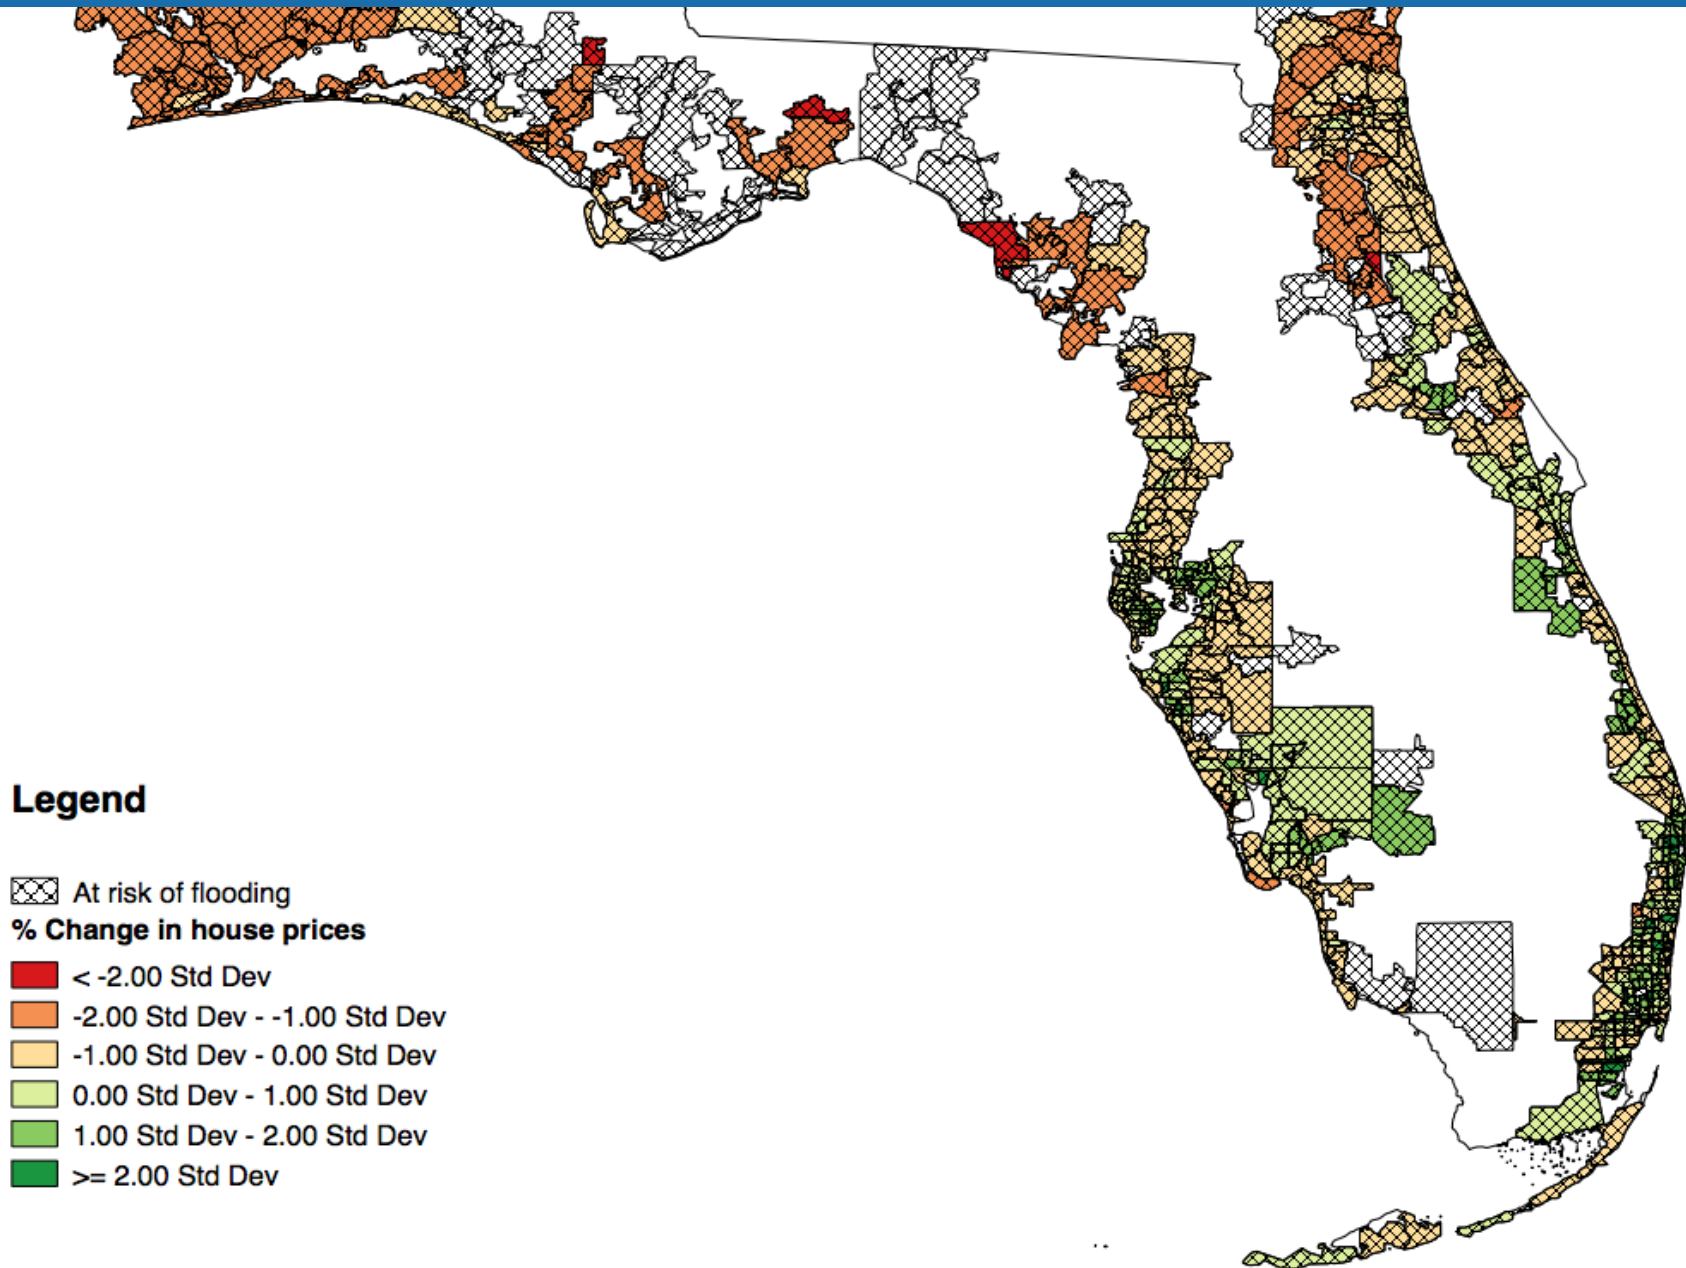 Legend
At risk of flooding
% Change in house prices
< -2.00 Std Dev
-2.00 Std Dev - -1.00 Std Dev
-1.00 Std Dev - 0.00 Std Dev
0.00 Std Dev - 1.00 Std Dev
1.00 Std Dev - 2.00 Std Dev
>= 2.00 Std Dev